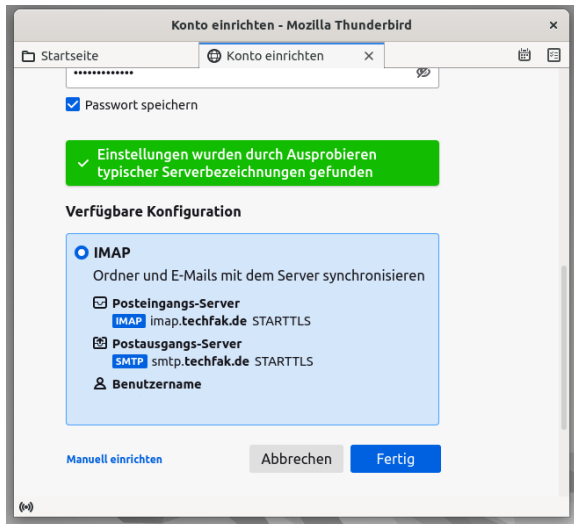 Konto einrichten - Mozilla Thunderbird
Startseite
Konto einrichten
•••••••••••••
Passwort speichern
Einstellungen wurden durch Ausprobieren
typischer Serverbezeichnungen gefunden
Verfügbare Konfiguration
IMAP
Ordner und E-Mails mit dem Server synchronisieren
Posteingangs-Server
IMAP imap.techfak.de STARTTLS
Postausgangs-Server
SMTP smtp.techfak.de STARTTLS
Benutzername
Manuell einrichten
Abbrechen
Fertig